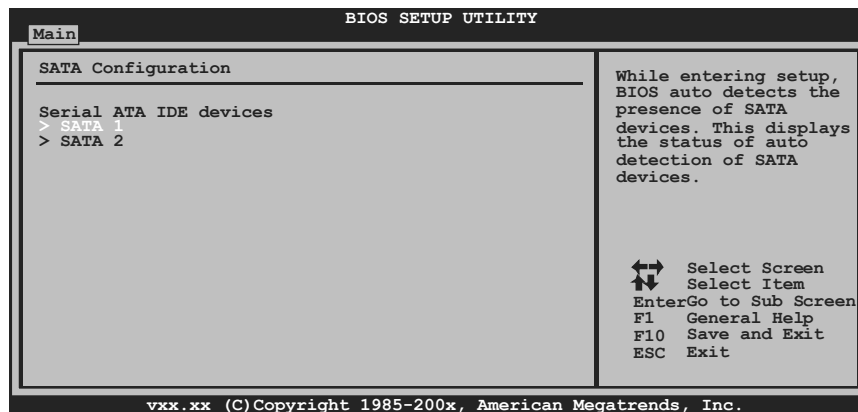 BIOS SETUP UTILITY
Main
SATA Configuration
Serial ATA IDE devices
> SATA 1
> SATA 2
While entering setup,
BIOS auto detects the
presence of SATA
devices. This displays
the status of auto
detection of SATA
devices.
Select Screen
Select Item
EnterGo to Sub Screen
F1 General Help
F10 Save and Exit
ESC Exit
vxx.xx (C)Copyright 1985-200x, American Megatrends, Inc.